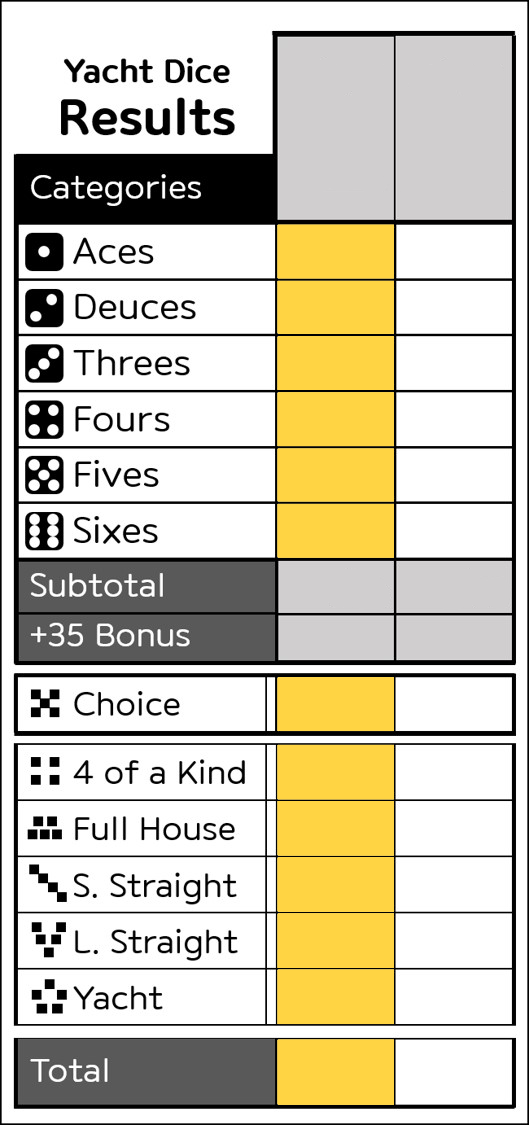 Yacht Dice
Results
Categories
Aces
Deuces
Threes
Fours
Fives
Sixes
Subtotal
+35 Bonus
Choice
4 of a Kind
Full House
S. Straight
L. Straight
Yacht
Total